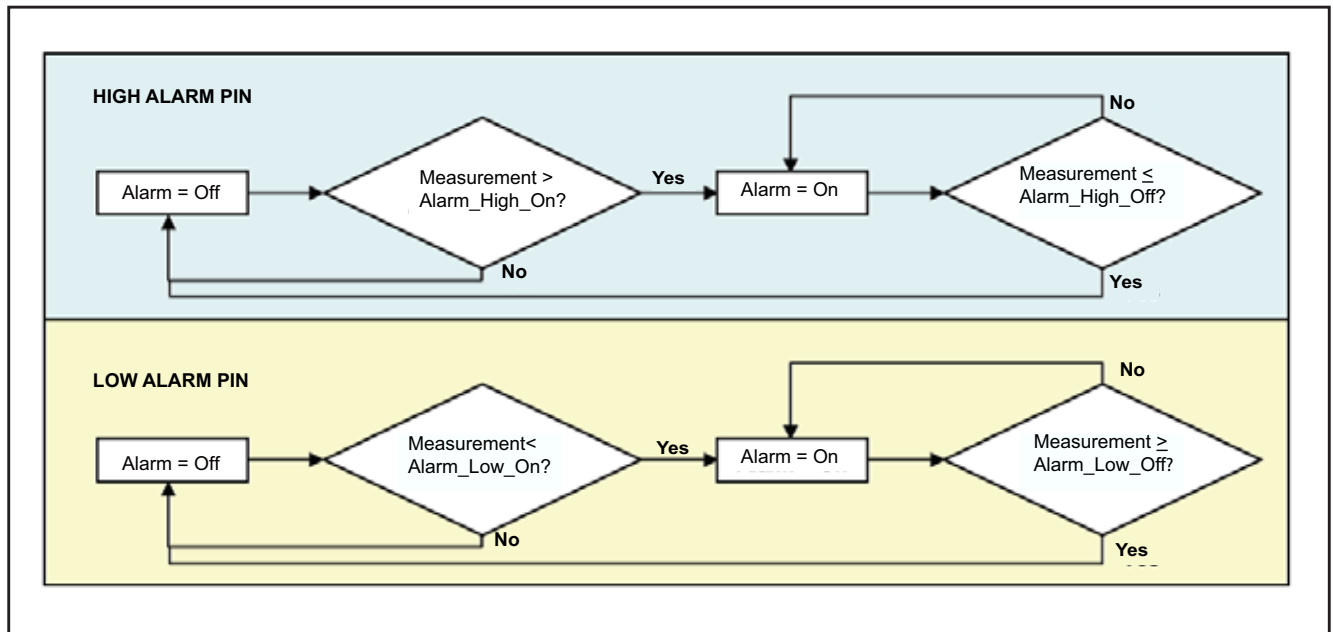 HIGH ALARM PIN
Alarm = Off
Measurement >
Alarm_High_On?
Yes
No
Alarm = On
Measurement ≤
Alarm_High_Off?
No
Yes
LOW ALARM PIN
Alarm = Off
Measurement<
Alarm_Low_On?
Yes
No
Alarm = On
Measurement ≥
Alarm_Low_Off?
No
Yes